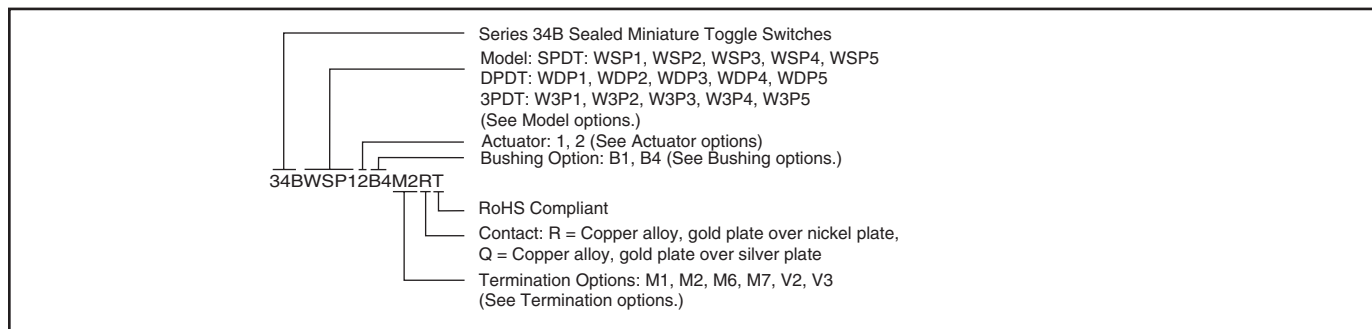 Series 34B Sealed Miniature Toggle Switches
Model: SPDT: WSP1, WSP2, WSP3, WSP4, WSP5
DPDT: WDP1, WDP2, WDP3, WDP4, WDP5
3PDT: W3P1, W3P2, W3P3, W3P4, W3P5
(See Model options.)
Actuator: 1, 2 (See Actuator options)
Bushing Option: B1, B4 (See Bushing options.)
34BWSP12B4M2RT
RoHS Compliant
Contact: R = Copper alloy, gold plate over nickel plate,
Q = Copper alloy, gold plate over silver plate
Termination Options: M1, M2, M6, M7, V2, V3
(See Termination options.)